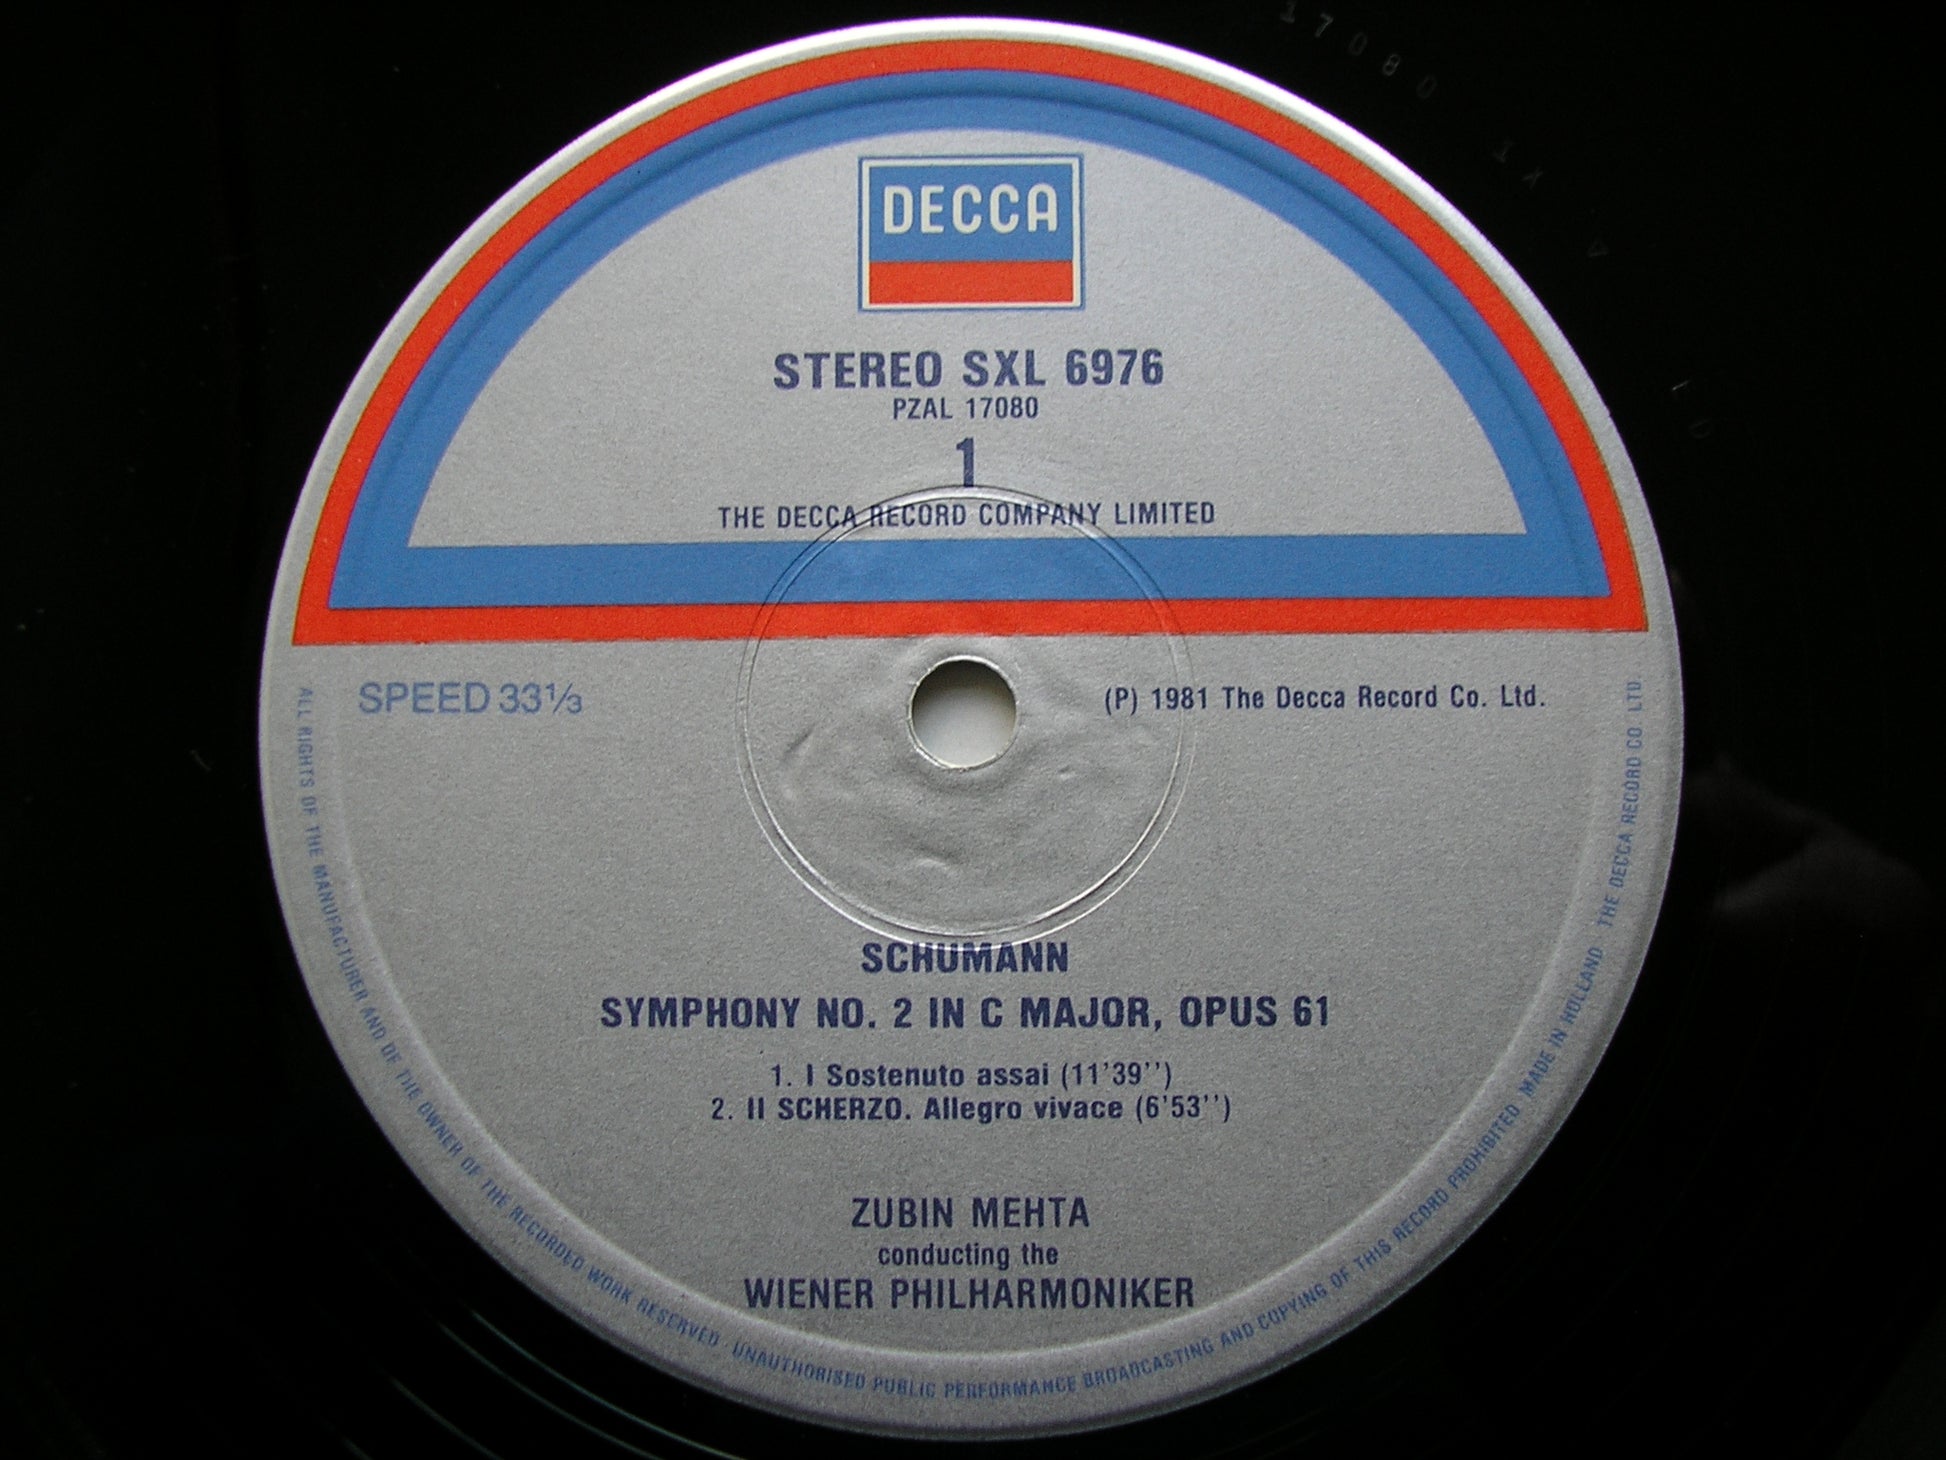 DECCA
STEREO SXL 6976
PZAL 17080
1
THE DECCA RECORD COMPANY LIMITED
SPEED 33⅓
(P) 1981 The Decca Record Co. Ltd.
SCHUMANN
SYMPHONY NO. 2 IN C MAJOR, OPUS 61
1. I Sostenuto assai (11'39'')
2. II SCHERZO. Allegro vivace (6'53'')
ZUBIN MEHTA
conducting the
WIENER PHILHARMONIKER
ALL RIGHTS OF THE MANUFACTURER AND OF THE OWNER OF THE RECORDED WORK RESERVED · UNAUTHORISED PUBLIC PERFORMANCE BROADCASTING AND COPYING OF THIS RECORD PROHIBITED MADE IN HOLLAND THE DECCA RECORD CO LTD.
17080